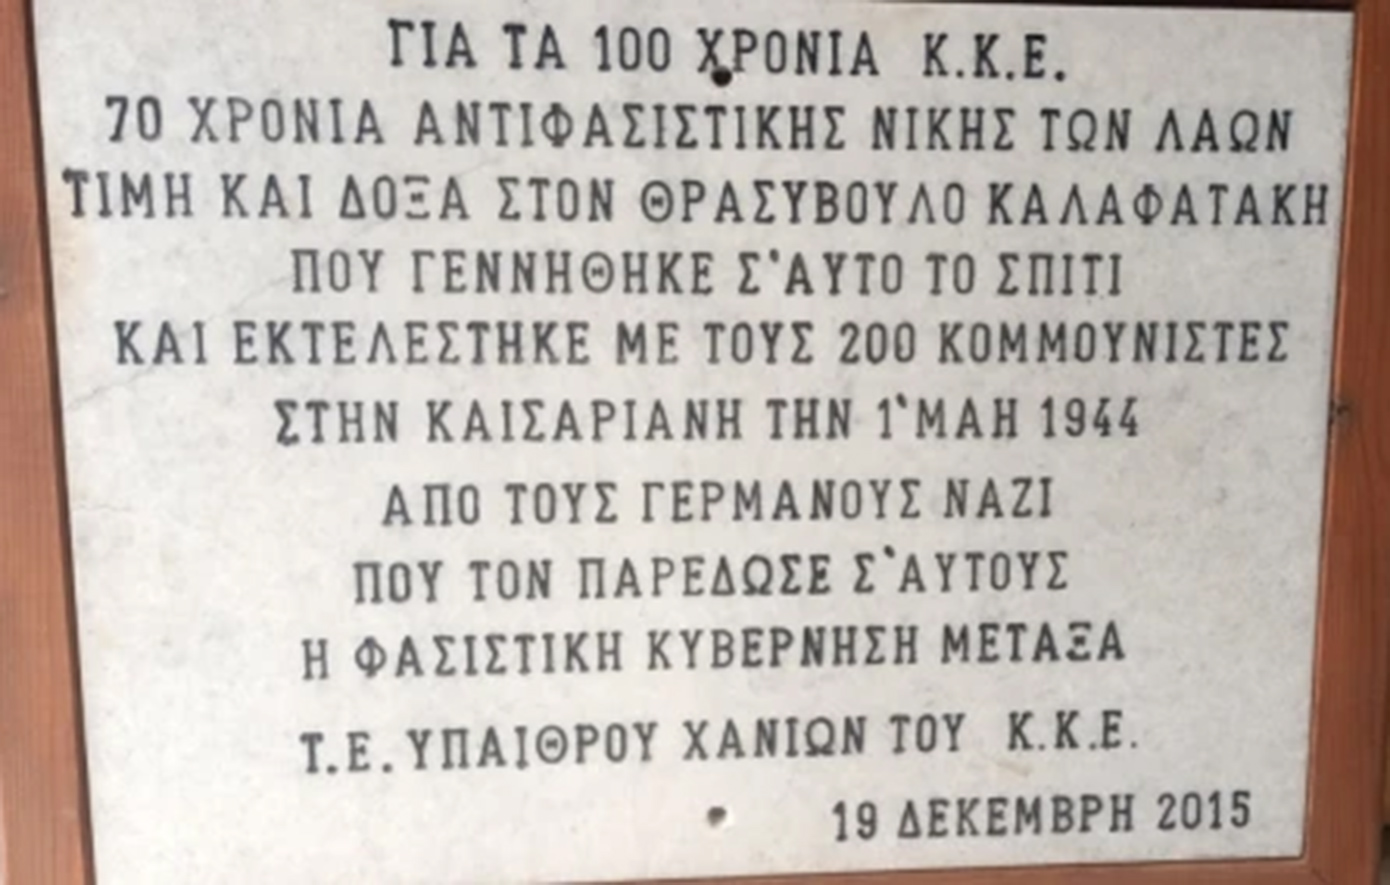 ΓΙΑ ΤΑ 100 ΧΡΟΝΙΑ Κ.Κ.Ε.
70 ΧΡΟΝΙΑ ΑΝΤΙΦΑΣΙΣΤΙΚΗΣ ΝΙΚΗΣ ΤΩΝ ΛΑΩΝ
ΤΙΜΗ ΚΑΙ ΔΟΞΑ ΣΤΟΝ ΘΡΑΣΥΒΟΥΛΟ ΚΑΛΑΦΑΤΑΚΗ
ΠΟΥ ΓΕΝΝΗΘΗΚΕ Σ'ΑΥΤΟ ΤΟ ΣΠΙΤΙ
ΚΑΙ ΕΚΤΕΛΕΣΤΗΚΕ ΜΕ ΤΟΥΣ 200 ΚΟΜΜΟΥΝΙΣΤΕΣ
ΣΤΗΝ ΚΑΙΣΑΡΙΑΝΗ ΤΗΝ 1'ΜΑΗ 1944
ΑΠΟ ΤΟΥΣ ΓΕΡΜΑΝΟΥΣ ΝΑΖΙ
ΠΟΥ ΤΟΝ ΠΑΡΕΔΩΣΕ Σ'ΑΥΤΟΥΣ
Η ΦΑΣΙΣΤΙΚΗ ΚΥΒΕΡΝΗΣΗ ΜΕΤΑΞΑ
Τ.Ε. ΥΠΑΙΘΡΟΥ ΧΑΝΙΩΝ ΤΟΥ Κ.Κ.Ε.
19 ΔΕΚΕΜΒΡΗ 2015